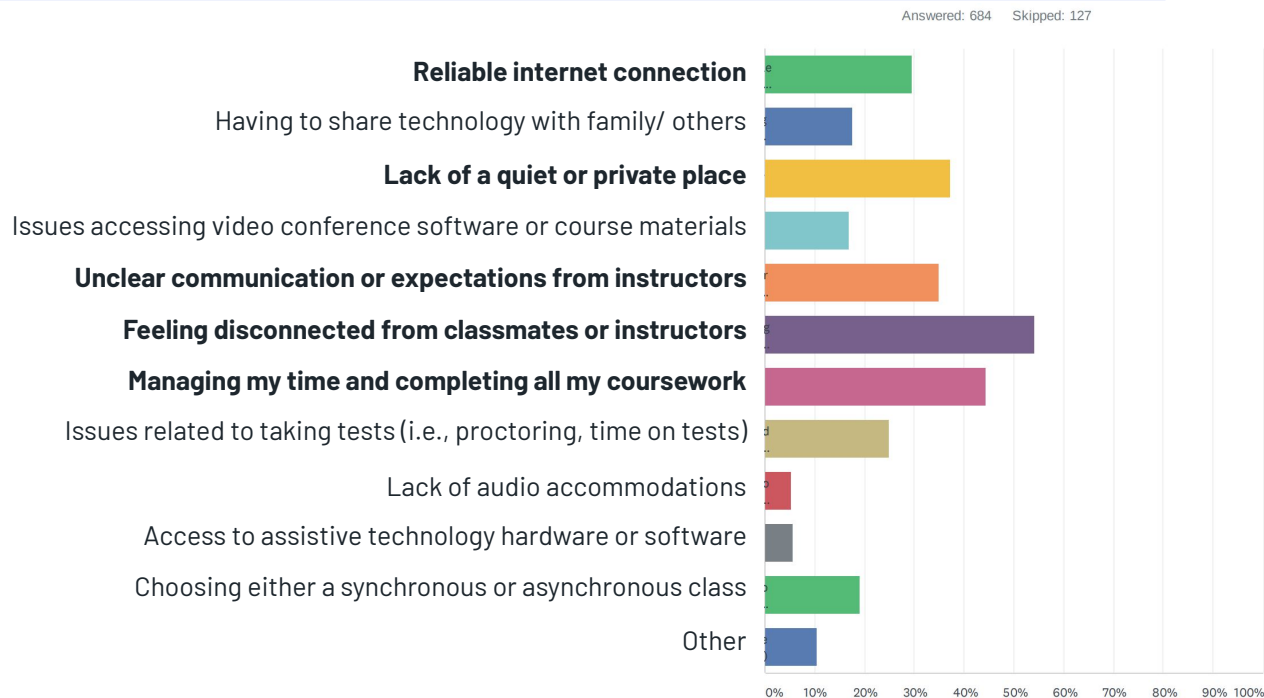 Answered: 684 Skipped: 127
Reliable internet connection
Having to share technology with family/ others
Lack of a quiet or private place
Issues accessing video conference software or course materials
Unclear communication or expectations from instructors
Feeling disconnected from classmates or instructors
Managing my time and completing all my coursework
Issues related to taking tests (i.e., proctoring, time on tests)
Lack of audio accommodations
Access to assistive technology hardware or software
Choosing either a synchronous or asynchronous class
Other
0% 10% 20% 30% 40% 50% 60% 70% 80% 90% 100%